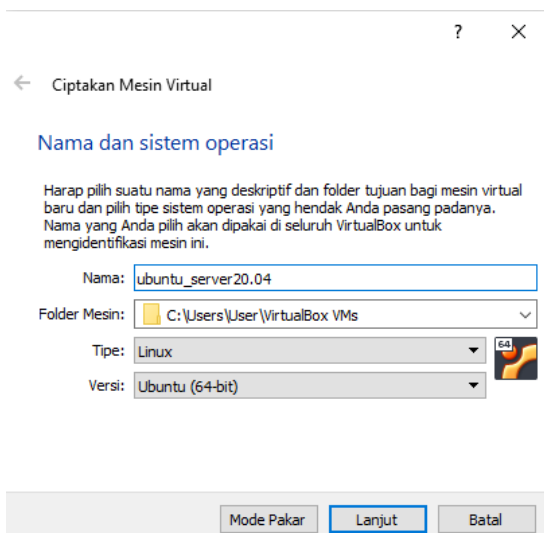 ?
Ciptakan Mesin Virtual
Nama dan sistem operasi
Harap pilih suatu nama yang deskriptif dan folder tujuan bagi mesin virtual
baru dan pilih tipe sistem operasi yang hendak Anda pasang padanya.
Nama yang Anda pilih akan dipakai di seluruh VirtualBox untuk
mengidentifikasi mesin ini.
Nama: ubuntu_server20.04
Folder Mesin: C:\Users\User\VirtualBox VMs
Tipe: Linux
64
Versi: Ubuntu (64-bit)
Mode Pakar Lanjut Batal